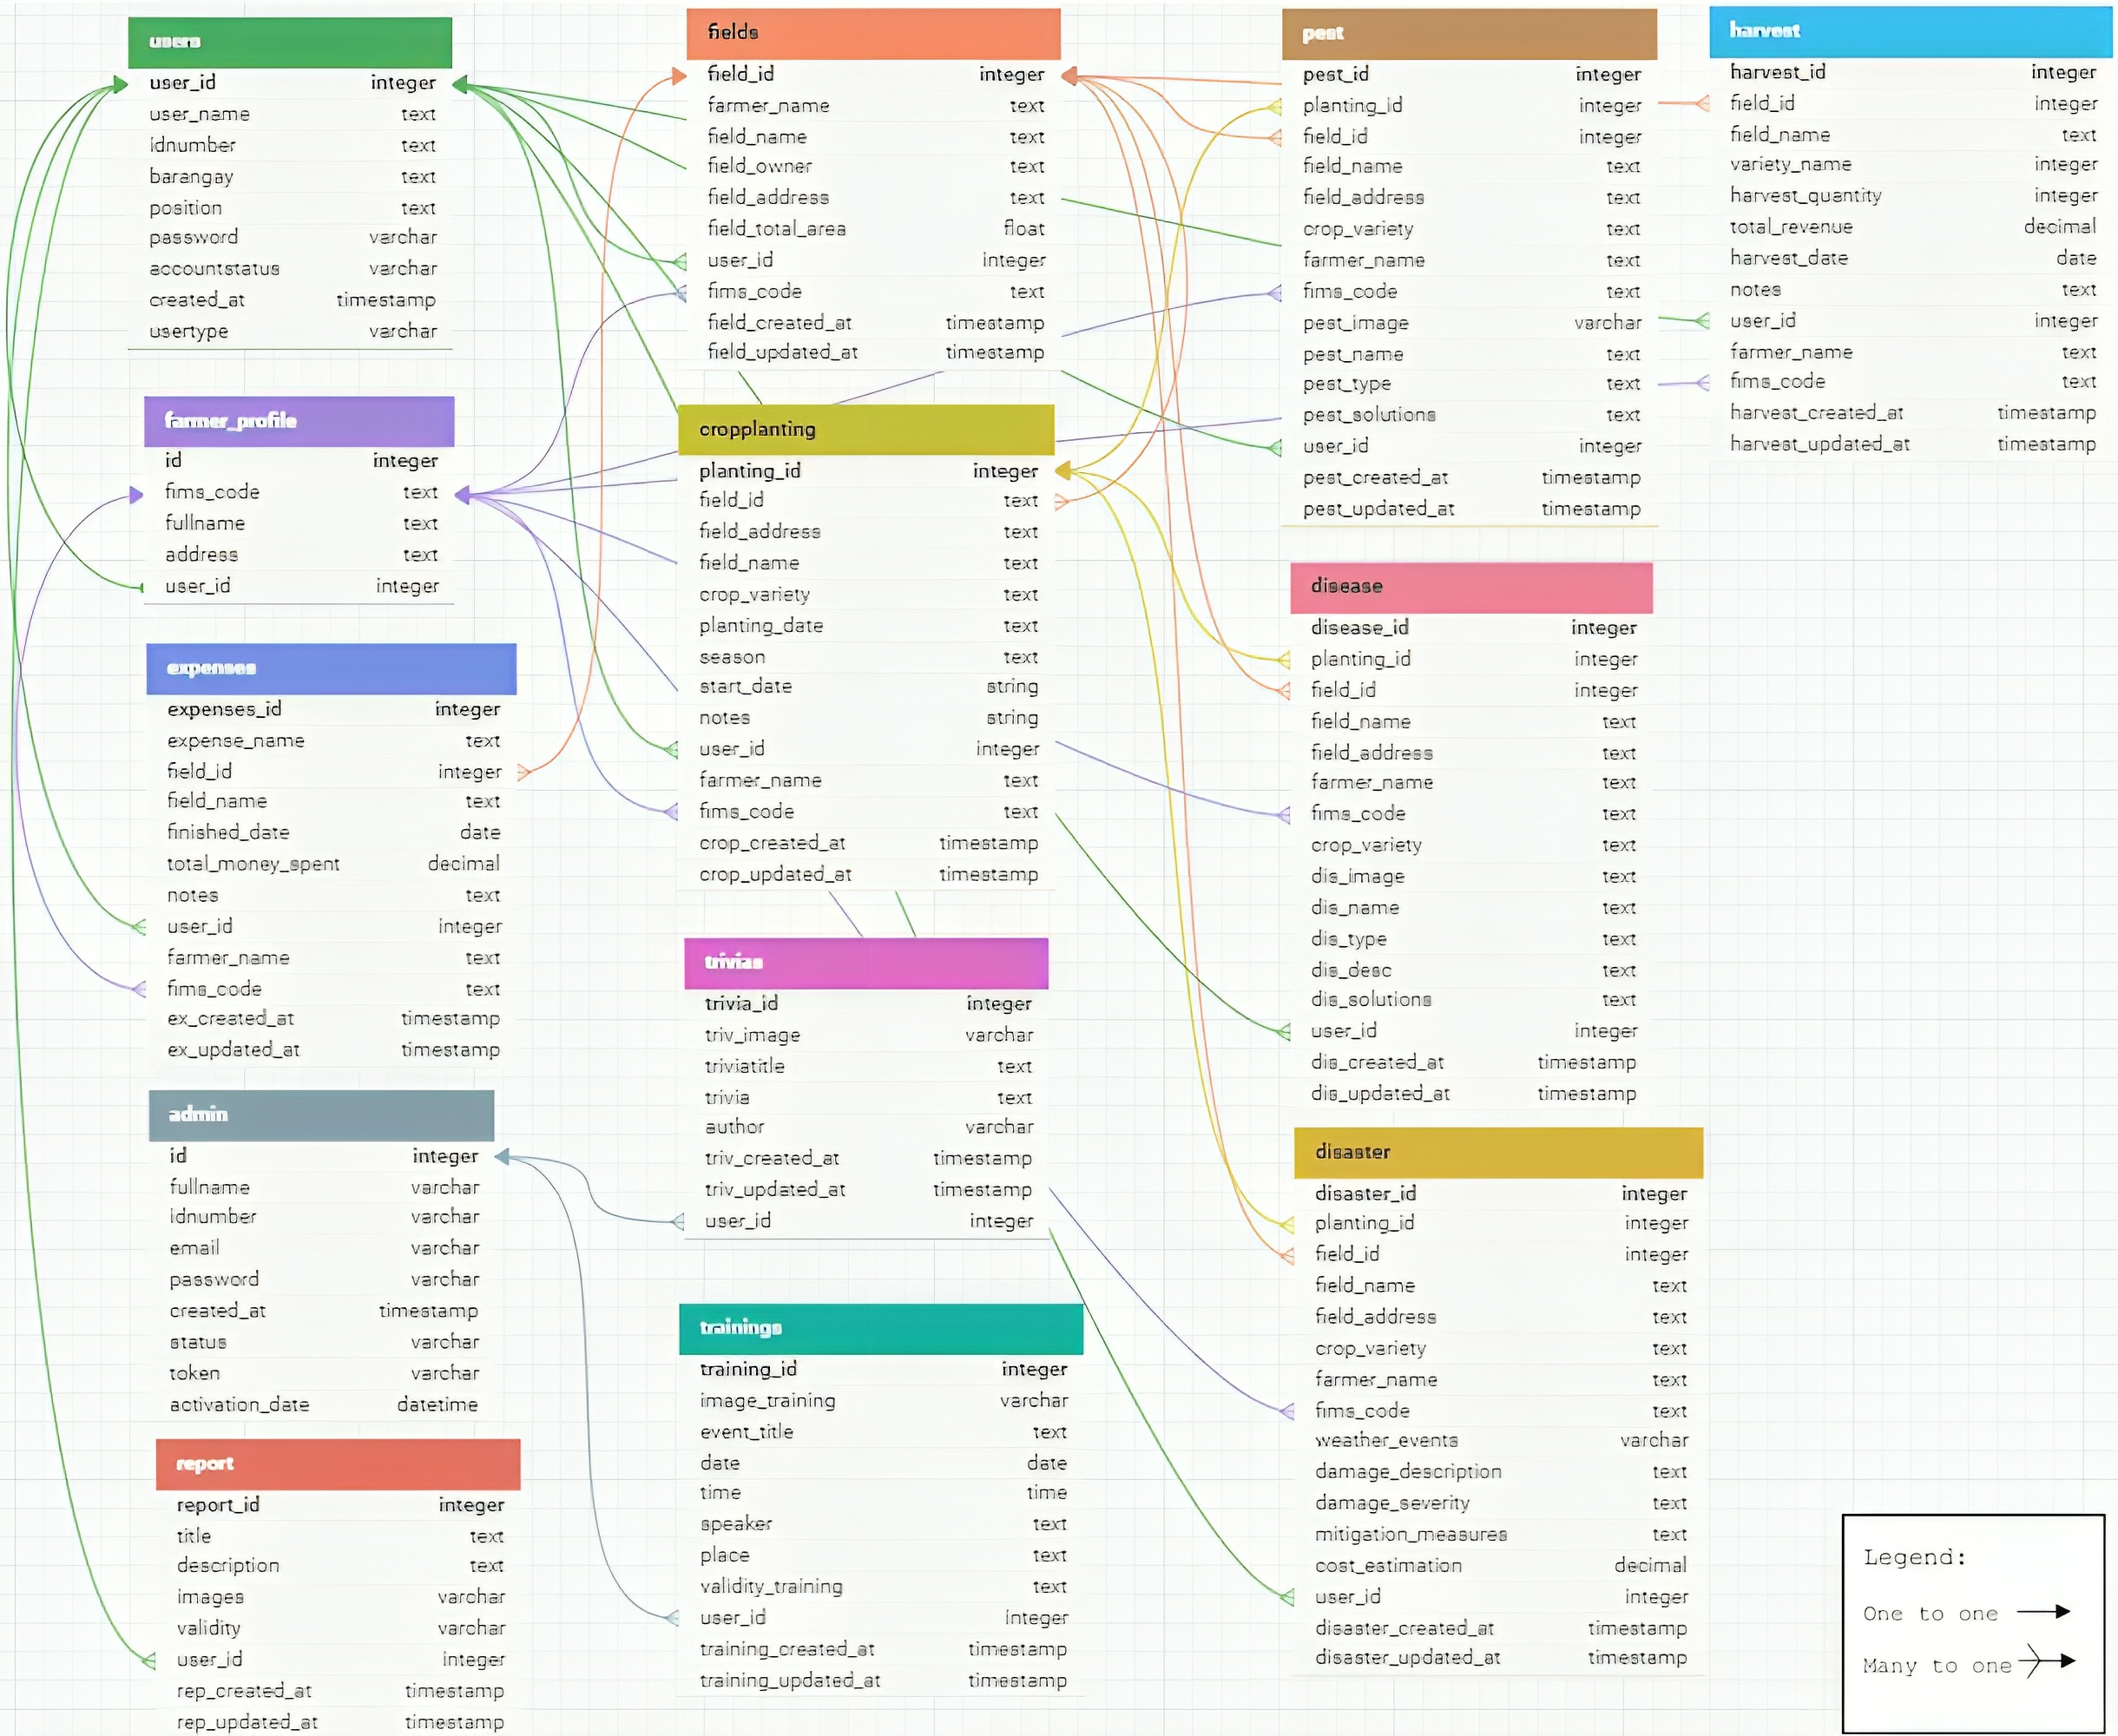 users
user_id integer
user_name text
idnumber text
barangay text
position text
password varchar
accountstatus varchar
created_at timestamp
usertype varchar
farmer_profile
id integer
fims_code text
fullname text
address text
user_id integer
expenses
expenses_id integer
expense_name text
field_id integer
field_name text
finished_date date
total_money_spent decimal
notes text
user_id integer
farmer_name text
fims_code text
ex_created_at timestamp
ex_updated_at timestamp
admin
id integer
fullname varchar
idnumber varchar
email varchar
password varchar
created_at timestamp
status varchar
token varchar
activation_date datetime
report
report_id integer
title text
description text
images varchar
validity varchar
user_id integer
rep_created_at timestamp
rep_updated_at timestamp
fields
field_id integer
farmer_name text
field_name text
field_owner text
field_address text
field_total_area float
user_id integer
fims_code text
field_created_at timestamp
field_updated_at timestamp
cropplanting
planting_id integer
field_id text
field_address text
field_name text
crop_variety text
planting_date text
season text
start_date string
notes string
user_id integer
farmer_name text
fims_code text
crop_created_at timestamp
crop_updated_at timestamp
trivias
trivia_id integer
triv_image varchar
triviatitle text
trivia text
author varchar
triv_created_at timestamp
triv_updated_at timestamp
user_id integer
trainings
training_id integer
image_training varchar
event_title text
date date
time time
speaker text
place text
validity_training text
user_id integer
training_created_at timestamp
training_updated_at timestamp
pest
pest_id integer
planting_id integer
field_id integer
field_name text
field_address text
crop_variety text
farmer_name text
fims_code text
pest_image varchar
pest_name text
pest_type text
pest_solutions text
user_id integer
pest_created_at timestamp
pest_updated_at timestamp
disease
disease_id integer
planting_id integer
field_id integer
field_name text
field_address text
farmer_name text
fims_code text
crop_variety text
dis_image text
dis_name text
dis_type text
dis_desc text
dis_solutions text
user_id integer
dis_created_at timestamp
dis_updated_at timestamp
disaster
disaster_id integer
planting_id integer
field_id integer
field_name text
field_address text
crop_variety text
farmer_name text
fims_code text
weather_events varchar
damage_description text
damage_severity text
mitigation_measures text
cost_estimation decimal
user_id integer
disaster_created_at timestamp
disaster_updated_at timestamp
harvest
harvest_id integer
field_id integer
field_name text
variety_name integer
harvest_quantity integer
total_revenue decimal
harvest_date date
notes text
user_id integer
farmer_name text
fims_code text
harvest_created_at timestamp
harvest_updated_at timestamp
Legend:
One to one
Many to one